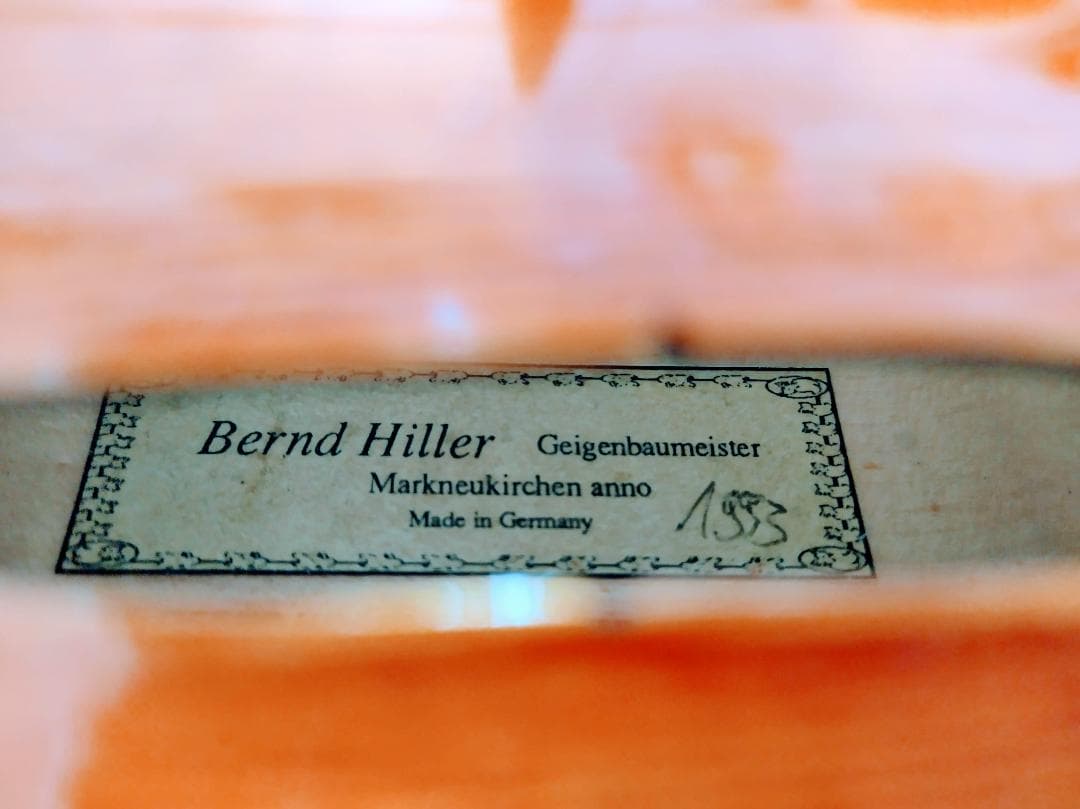 Bernd Hiller Geigenbaumeister
Markneukirchen anno 1993
Made in Germany